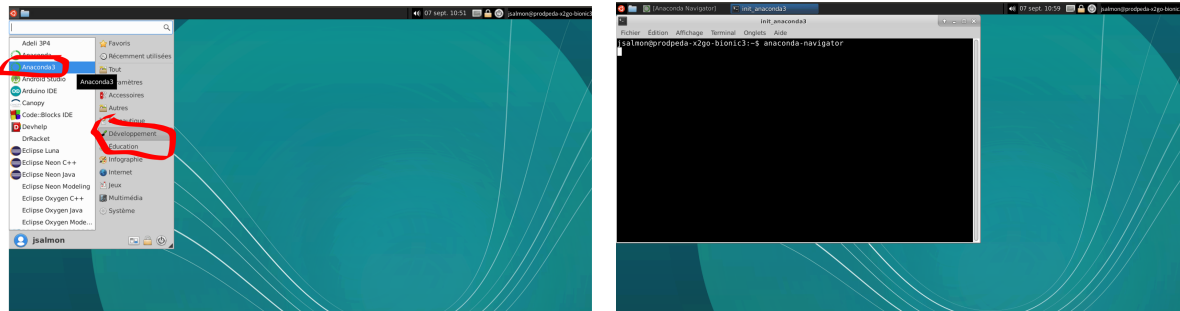 07 sept. 10:51 jsalmon@prodpeda-x2go-bionic3
Adeli 3P4
Anaconda
Anaconda3
Android Studio
Arduino IDE
Canopy
Code::Blocks IDE
Devhelp
DrRacket
Eclipse Luna
Eclipse Neon C++
Eclipse Neon Java
Eclipse Neon Modeling
Eclipse Oxygen C++
Eclipse Oxygen Java
Eclipse Oxygen Mode...
jsalmon
Favoris
Récemment utilisées
Tout
Anaconda3
Accessoires
Autres
Développement
Éducation
Infographie
Internet
Jeux
Multimédia
Système
[Anaconda Navigator] init_anaconda3 07 sept. 10:59 jsalmon@prodpeda-x2go-bionic
init_anaconda3
Fichier Édition Affichage Terminal Onglets Aide
jsalmon@prodpeda-x2go-bionic3:~$ anaconda-navigator